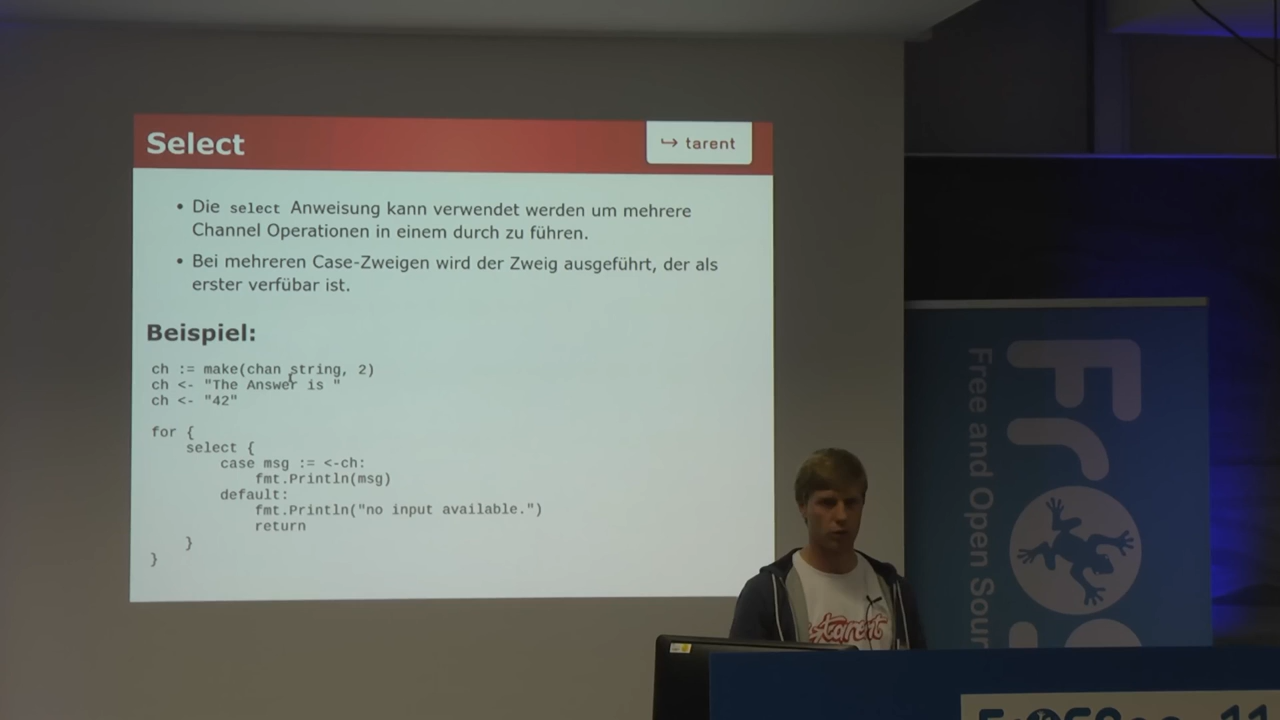 Select
↪ tarent
• Die select Anweisung kann verwendet werden um mehrere
Channel Operationen in einem durch zu führen.
• Bei mehreren Case-Zweigen wird der Zweig ausgeführt, der als
erster verfübar ist.
Beispiel:
ch := make(chan string, 2)
ch <- "The Answer is "
ch <- "42"
for {
    select {
        case msg := <-ch:
            fmt.Println(msg)
        default:
            fmt.Println("no input available.")
            return
    }
}
Free and Open Sour
tarent